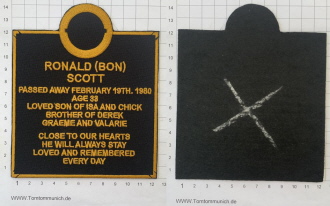 RONALD (BON)
SCOTT
PASSED AWAY FEBRUARY 19TH. 1980
AGE 33
LOVED SON OF ISA AND CHICK
BROTHER OF DEREK
GRAEME AND VALARIE
CLOSE TO OUR HEARTS
HE WILL ALWAYS STAY
LOVED AND REMEMBERED
EVERY DAY
© WWW.Tomtommunich.de
© WWW.Tomtommunich.de